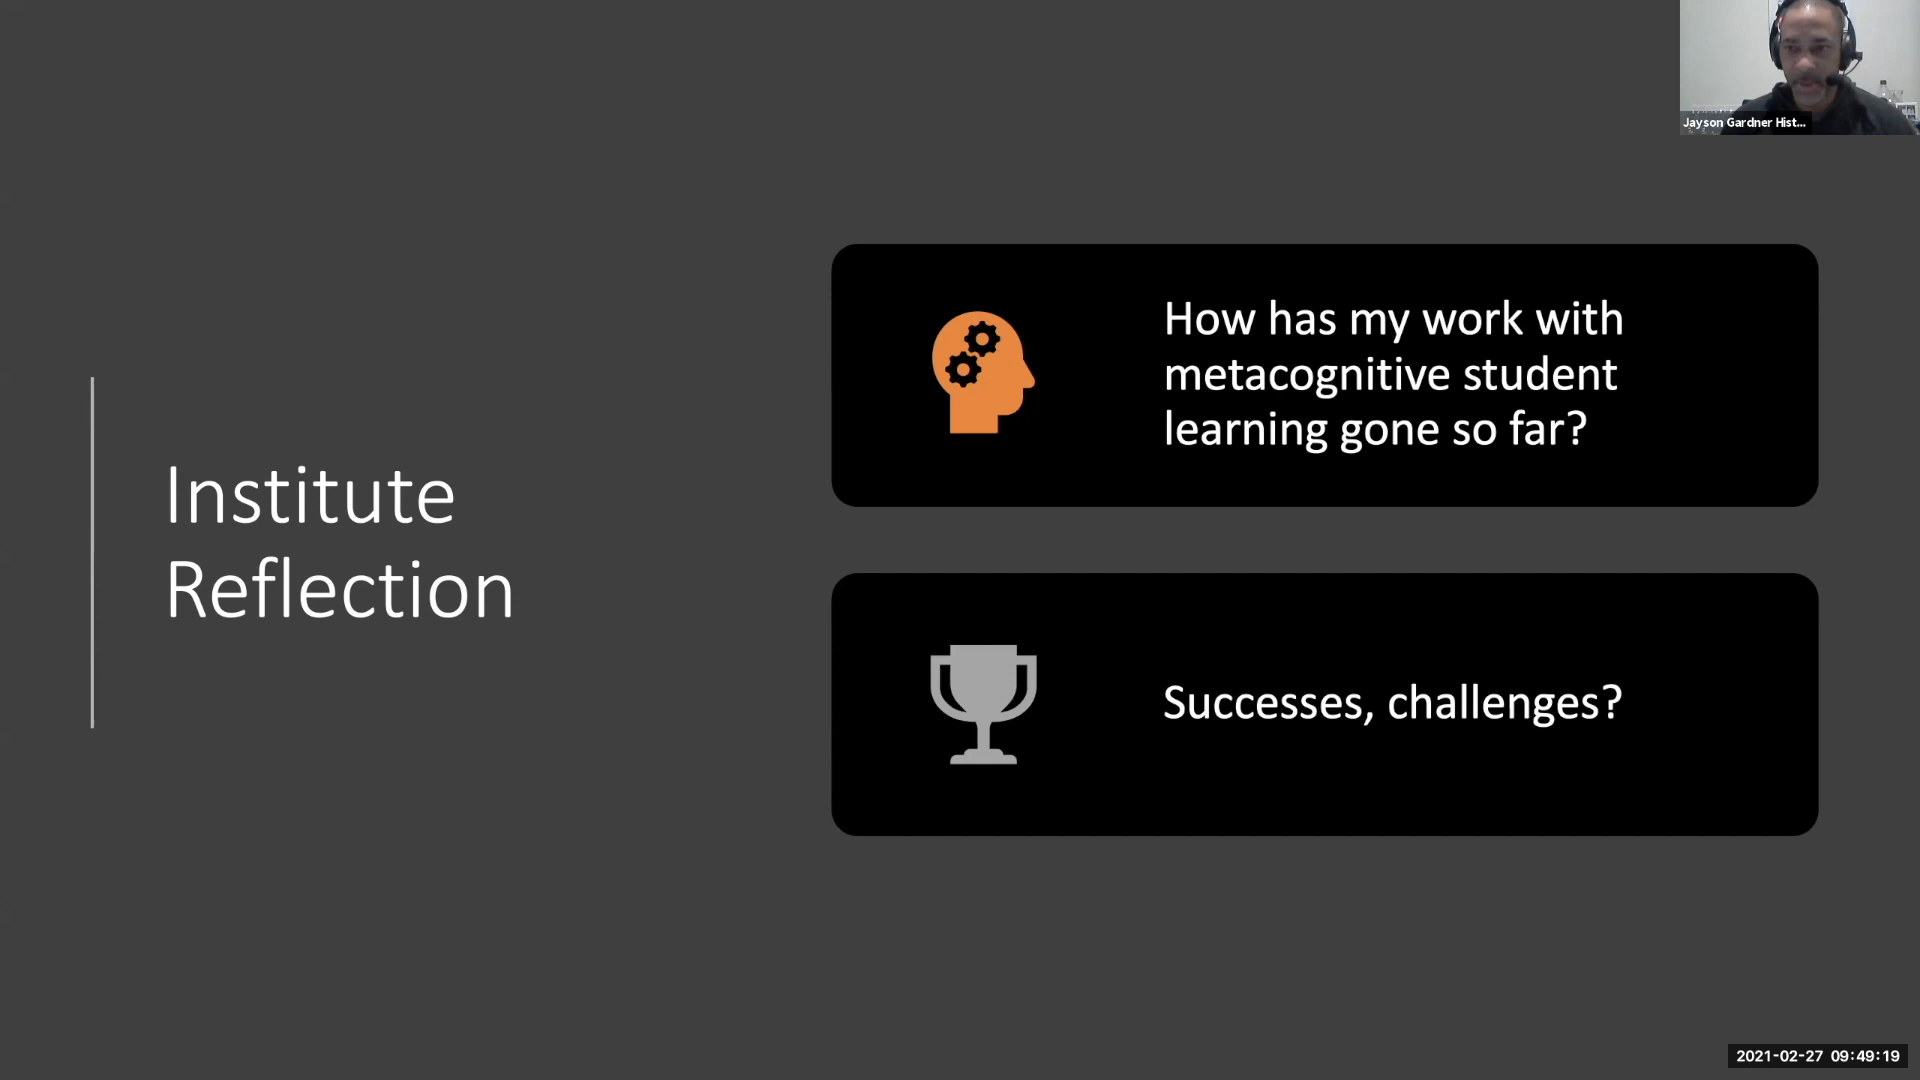 Jayson Gardner Hist...
Institute
Reflection
How has my work with
metacognitive student
learning gone so far?
Successes, challenges?
2021-02-27 09:49:19